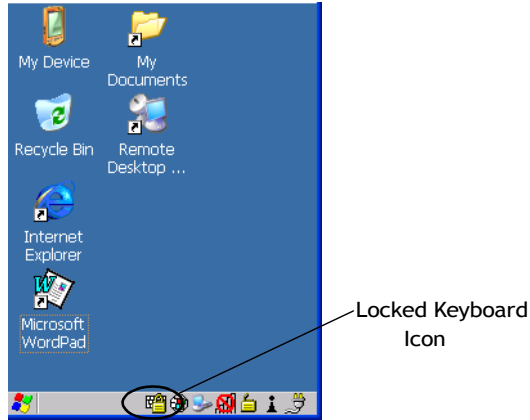 My Device
My
Documents
Recycle Bin
Remote
Desktop ...
Internet
Explorer
Microsoft
WordPad
Locked Keyboard
Icon